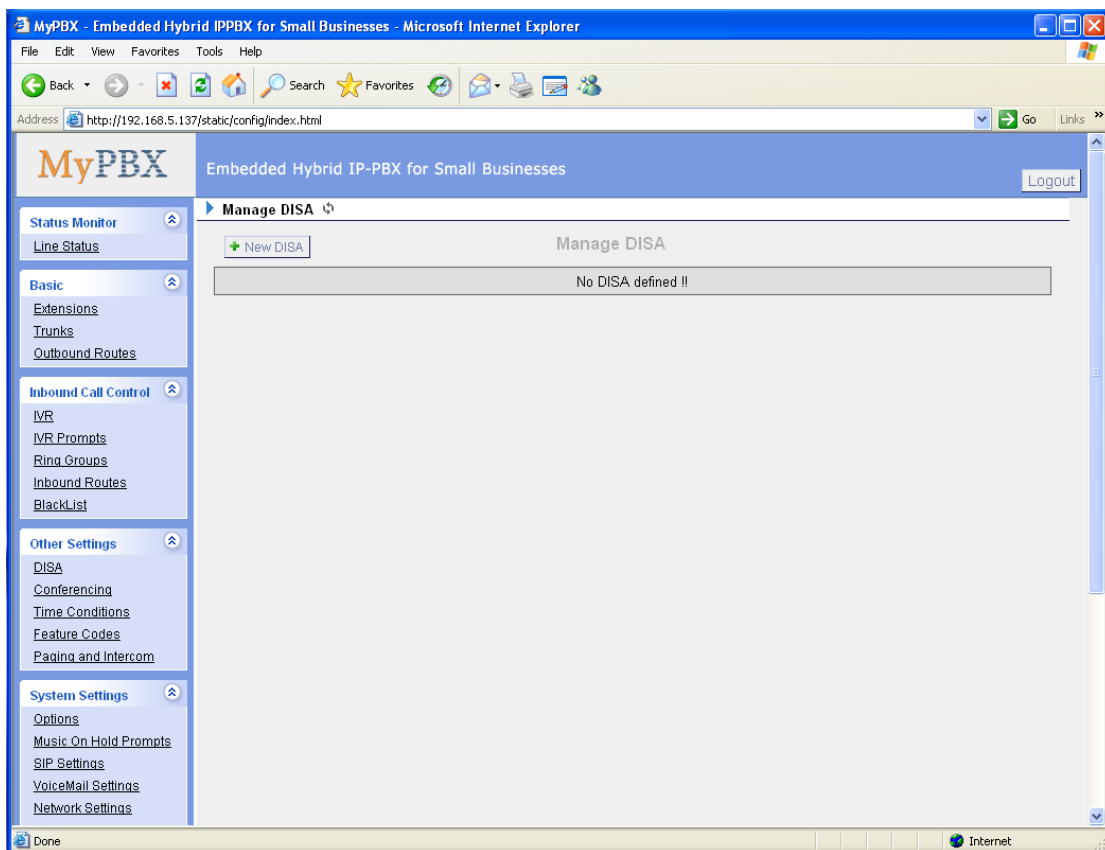 MyPBX - Embedded Hybrid IPPBX for Small Businesses - Microsoft Internet Explorer
File Edit View Favorites Tools Help
Back Search Favorites
Address http://192.168.5.137/static/config/index.html Go Links »
MyPBX
Embedded Hybrid IP-PBX for Small Businesses
Logout
Status Monitor
Line Status
Basic
Extensions
Trunks
Outbound Routes
Inbound Call Control
IVR
IVR Prompts
Ring Groups
Inbound Routes
BlackList
Other Settings
DISA
Conferencing
Time Conditions
Feature Codes
Paging and Intercom
System Settings
Options
Music On Hold Prompts
SIP Settings
VoiceMail Settings
Network Settings
Manage DISA
New DISA
Manage DISA
No DISA defined !!
Done
Internet